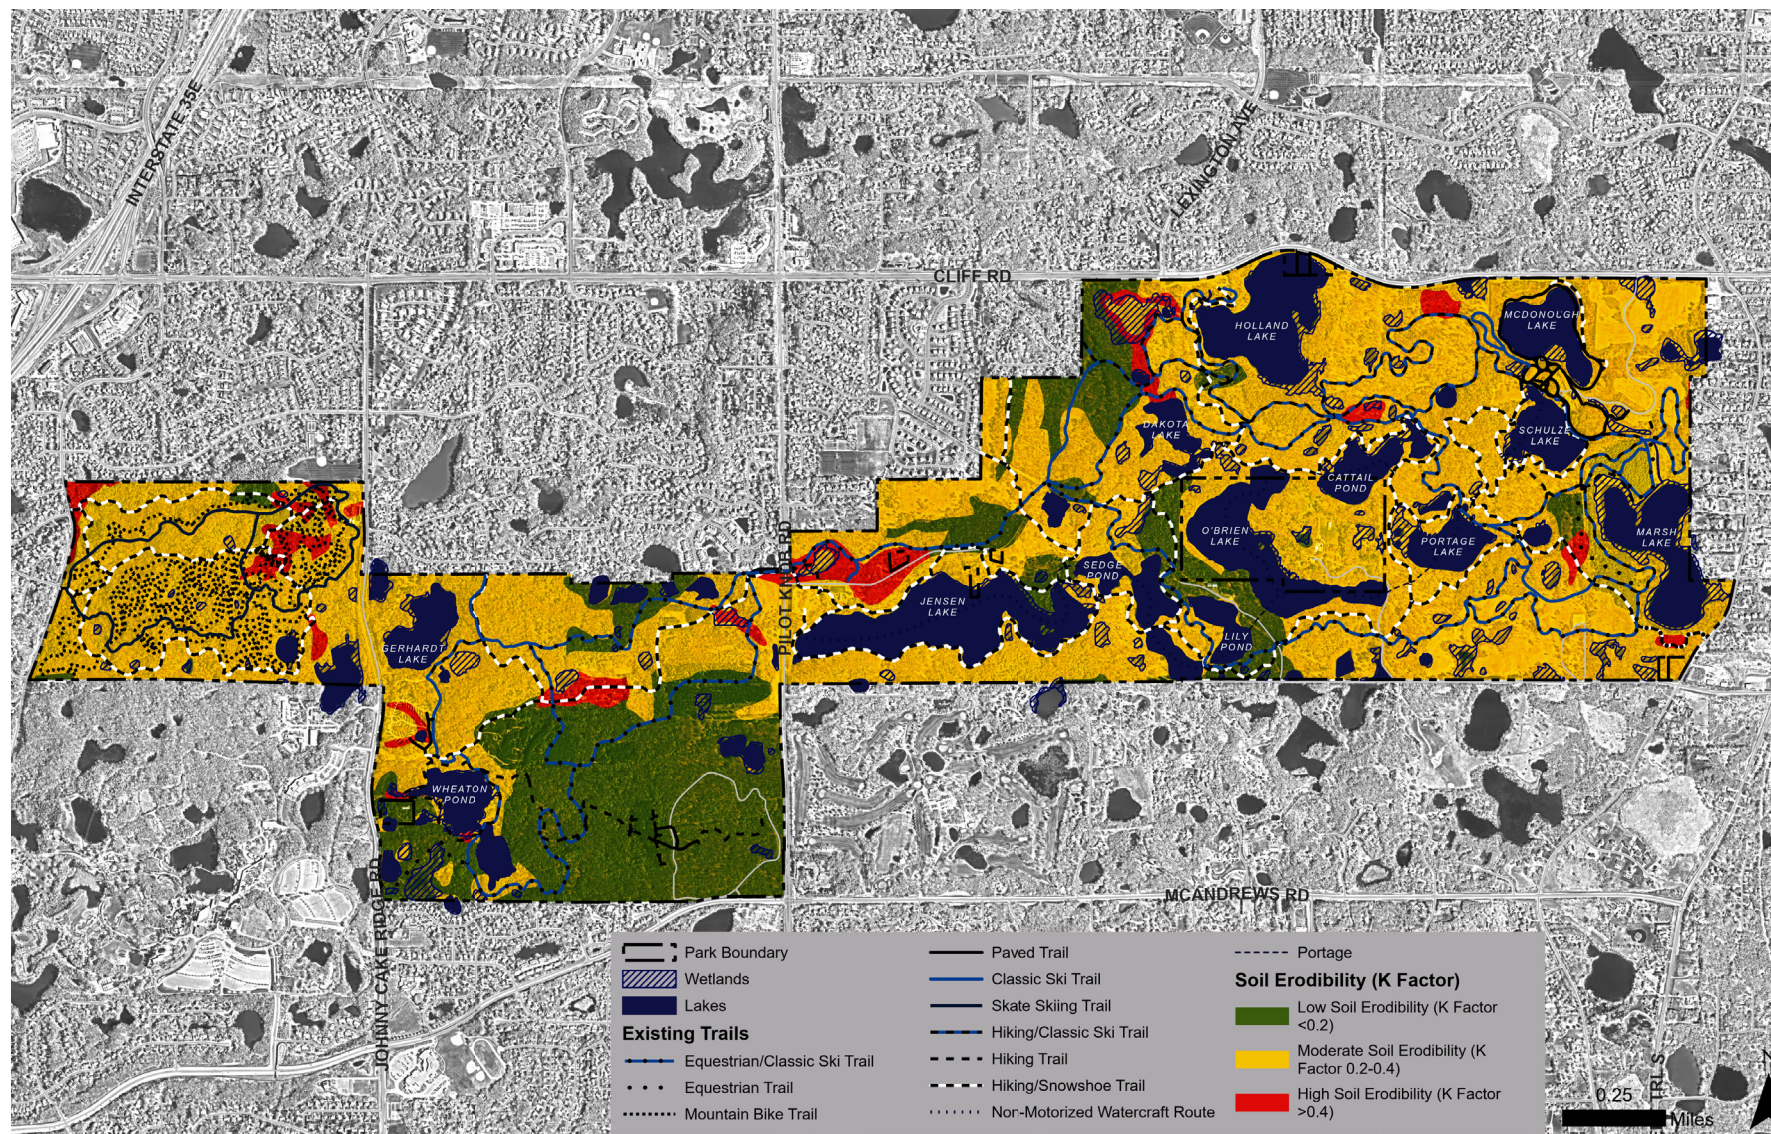 INTERSTATE 35E
LEXINGTON AVE
CLIFF RD
HOLLAND
LAKE
MCDONOUGH
LAKE
DAKOTA
LAKE
SCHULZE
LAKE
CATTAIL
POND
O'BRIEN
LAKE
PORTAGE
LAKE
MARSH
LAKE
SEDGE
POND
JENSEN
LAKE
LILY
POND
PILOT KNOB RD
GERHARDT
LAKE
WHEATON
POND
JOHNNY CAKE RIDGE RD
MCANDREWS RD
Park Boundary
Wetlands
Lakes
Existing Trails
Equestrian/Classic Ski Trail
Equestrian Trail
Mountain Bike Trail
Paved Trail
Classic Ski Trail
Skate Skiing Trail
Hiking/Classic Ski Trail
Hiking Trail
Hiking/Snowshoe Trail
Non-Motorized Watercraft Route
Portage
Soil Erodibility (K Factor)
Low Soil Erodibility (K Factor
<0.2)
Moderate Soil Erodibility (K
Factor 0.2-0.4)
High Soil Erodibility (K Factor
>0.4)
TRL S
0.25
Miles